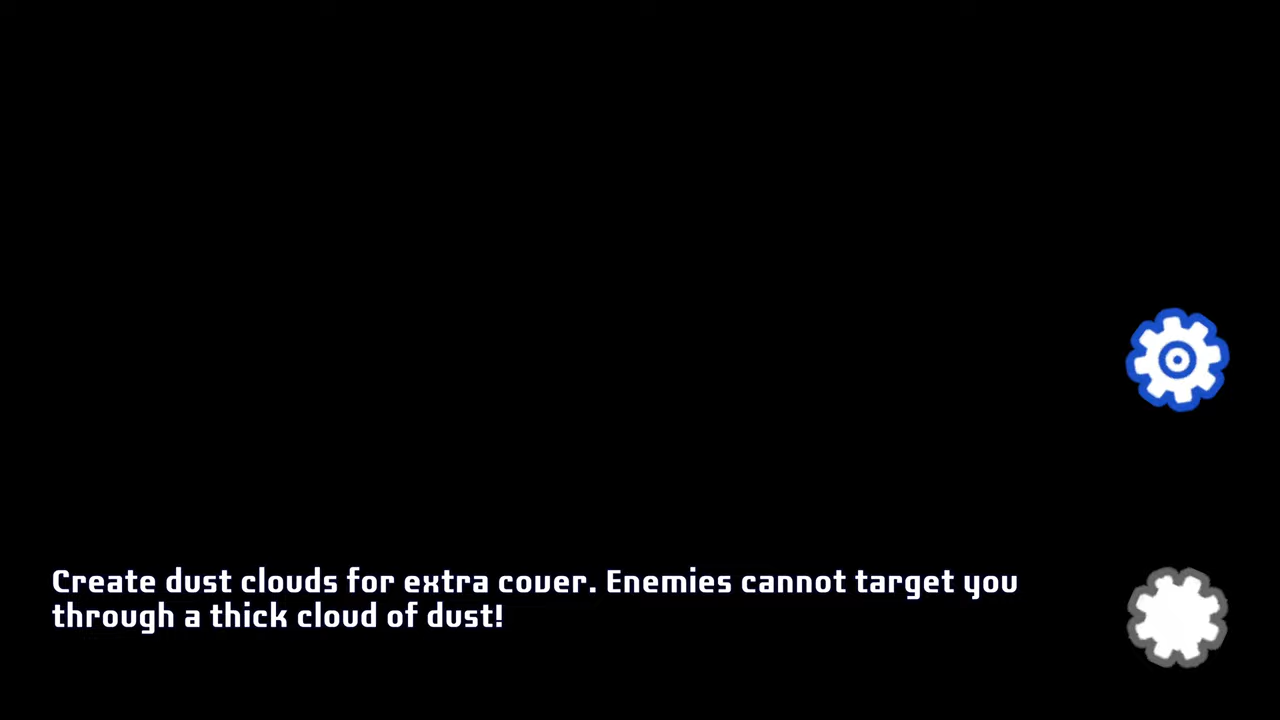 Create dust clouds for extra cover. Enemies cannot target you
through a thick cloud of dust!